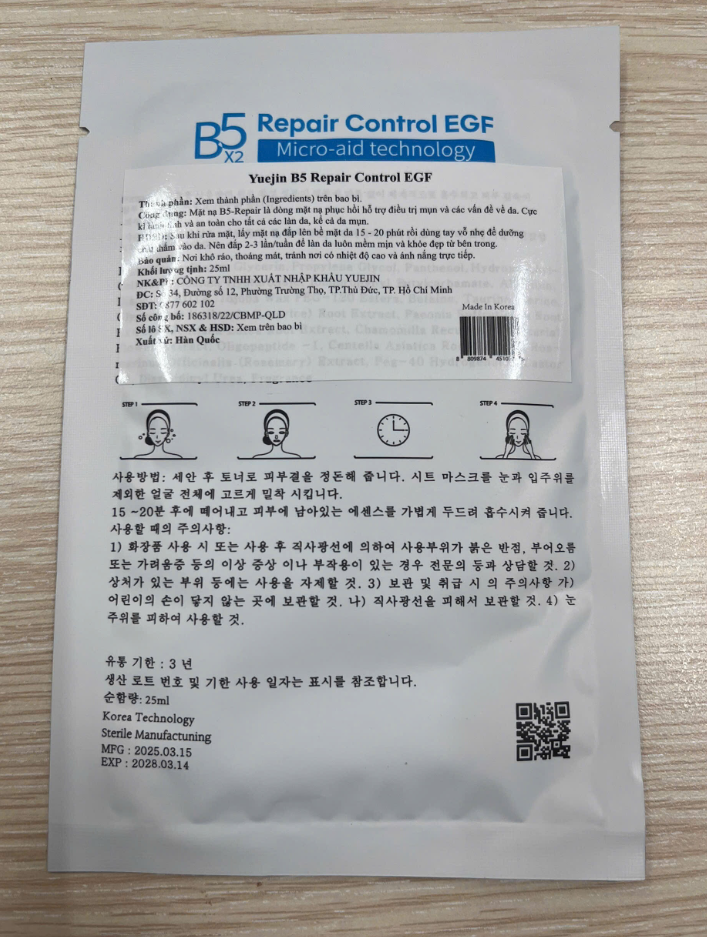 B5 X2
Repair Control EGF
Micro-aid technology
Yuejin B5 Repair Control EGF
Thành phần: Xem thành phần (Ingredients) trên bao bì.
Công dụng: Mặt nạ B5-Repair là dòng mặt nạ phục hồi hỗ trợ điều trị mụn và các vấn đề về da. Cực
kì lành tính và an toàn cho tất cả các làn da, kể cả da mụn.
HDSD: Sau khi rửa mặt, lấy mặt nạ đắp lên bề mặt da 15 - 20 phút rồi dùng tay vỗ nhẹ để dưỡng
chất thấm vào da. Nên đắp 2-3 lần/tuần để làn da luôn mềm mịn và khỏe đẹp từ bên trong.
Bảo quản: Nơi khô ráo, thoáng mát, tránh nơi có nhiệt độ cao và ánh nắng trực tiếp.
Khối lượng tịnh: 25ml
NK&PP: CÔNG TY TNHH XUẤT NHẬP KHẨU YUEJIN
ĐC: Số 34, Đường số 12, Phường Trường Thọ, TP.Thủ Đức, TP. Hồ Chí Minh
SĐT: 0877 602 102
Số công bố: 186318/22/CBMP-QLD
Số lô SX, NSX & HSD: Xem trên bao bì
Xuất xứ: Hàn Quốc
Made In Korea
STEP 1 STEP 2 STEP 3 STEP 4
사용방법: 세안 후 토너로 피부결을 정돈해 줍니다. 시트 마스크를 눈과 입주위를
제외한 얼굴 전체에 고르게 밀착 시킵니다.
15 ~20분 후에 떼어내고 피부에 남아있는 에센스를 가볍게 두드려 흡수시켜 줍니다.
사용할 때의 주의사항:
1) 화장품 사용 시 또는 사용 후 직사광선에 의하여 사용부위가 붉은 반점, 부어오름
또는 가려움증 등의 이상 증상 이나 부작용이 있는 경우 전문의 등과 상담할 것. 2)
상처가 있는 부위 등에는 사용을 자제할 것. 3) 보관 및 취급 시 의 주의사항 가)
어린이의 손이 닿지 않는 곳에 보관할 것. 나) 직사광선을 피해서 보관할 것. 4) 눈
주위를 피하여 사용할 것.
유통 기한 : 3 년
생산 로트 번호 및 기한 사용 일자는 표시를 참조합니다.
순함량: 25ml
Korea Technology
Sterile Manufactuning
MFG : 2025.03.15
EXP : 2028.03.14